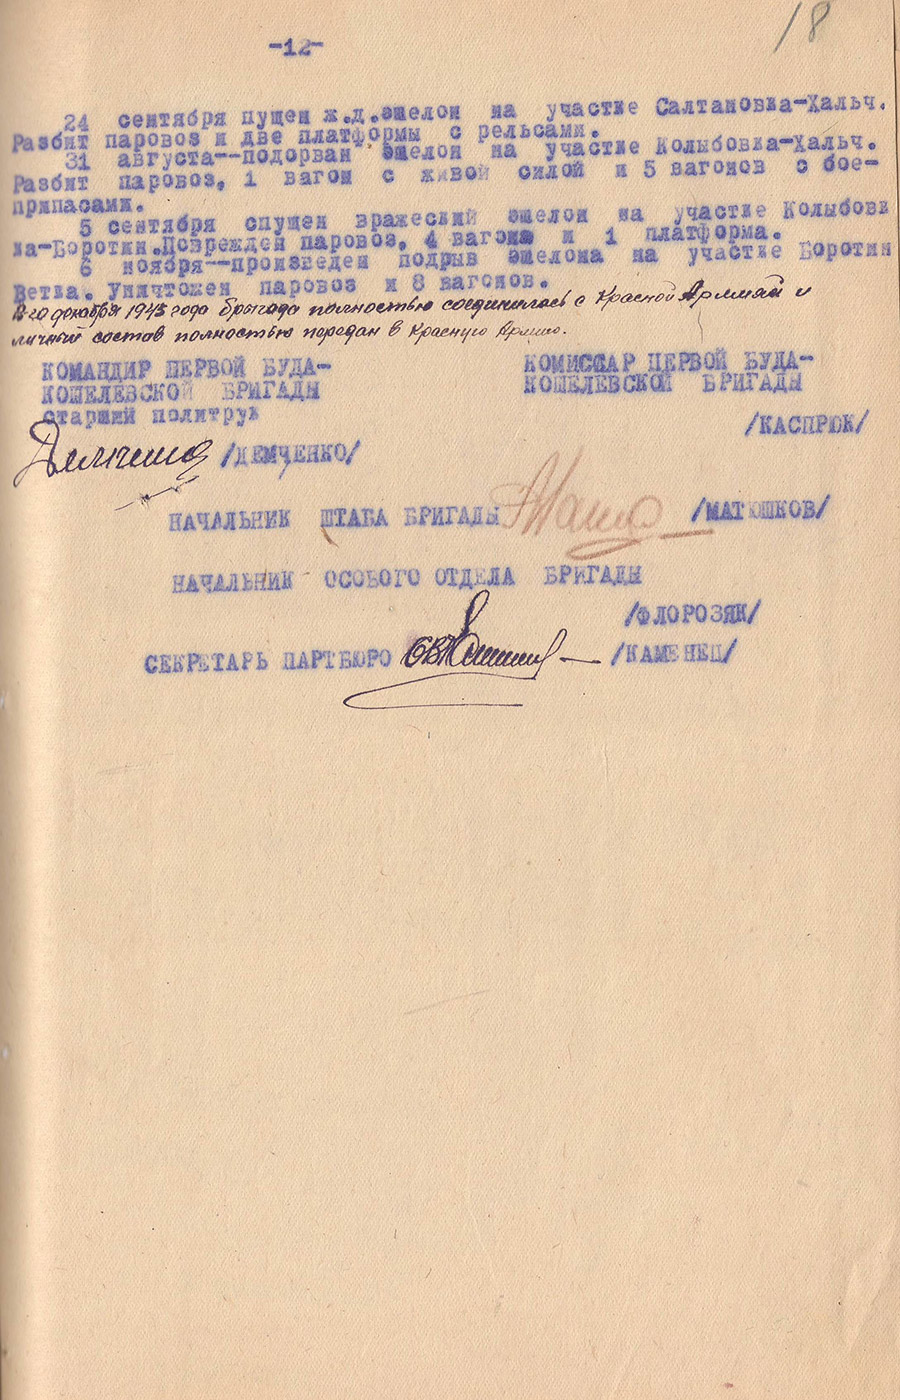 18
-12-
24 сентября пущен ж.д.эшелон на участке Салтановка-Хальч.
Разбит паровоз и две платформы с рельсами.
31 августа--подорван эшелон на участке Колыбовка-Хальч.
Разбит паровоз, 1 вагон с живой силой и 5 вагонов с бое-
припасами.
5 сентября спущен вражеский эшелон на участке Колыбовк
ка-Боротин.Поврежден паровоз, 4 вагона и 1 платформа.
6 ноября--произведен подрыв эшелона на участке Боротин
Ветка. Уничтожен паровоз и 8 вагонов.
декабря 1943 года бригада полностью соединилась с Красной Армией и
личный состав полностью передан в Красную Армию.
КОМАНДИР ПЕРВОЙ БУДА-
КОШЕЛЕВСКОЙ БРИГАДЫ
старший политрук
/ДЕМЧЕНКО/
КОМИССАР ПЕРВОЙ БУДА-
КОШЕЛЕВСКОЙ БРИГАДЫ
/КАСПРЮК/
НАЧАЛЬНИК ШТАБА БРИГАДЫ /МАТЮШКОВ/
НАЧАЛЬНИК ОСОБОГО ОТДЕЛА БРИГАДЫ
/ФЛОРОЗЯК/
СЕКРЕТАРЬ ПАРТБЮРО /КАМЕНЕЦ/